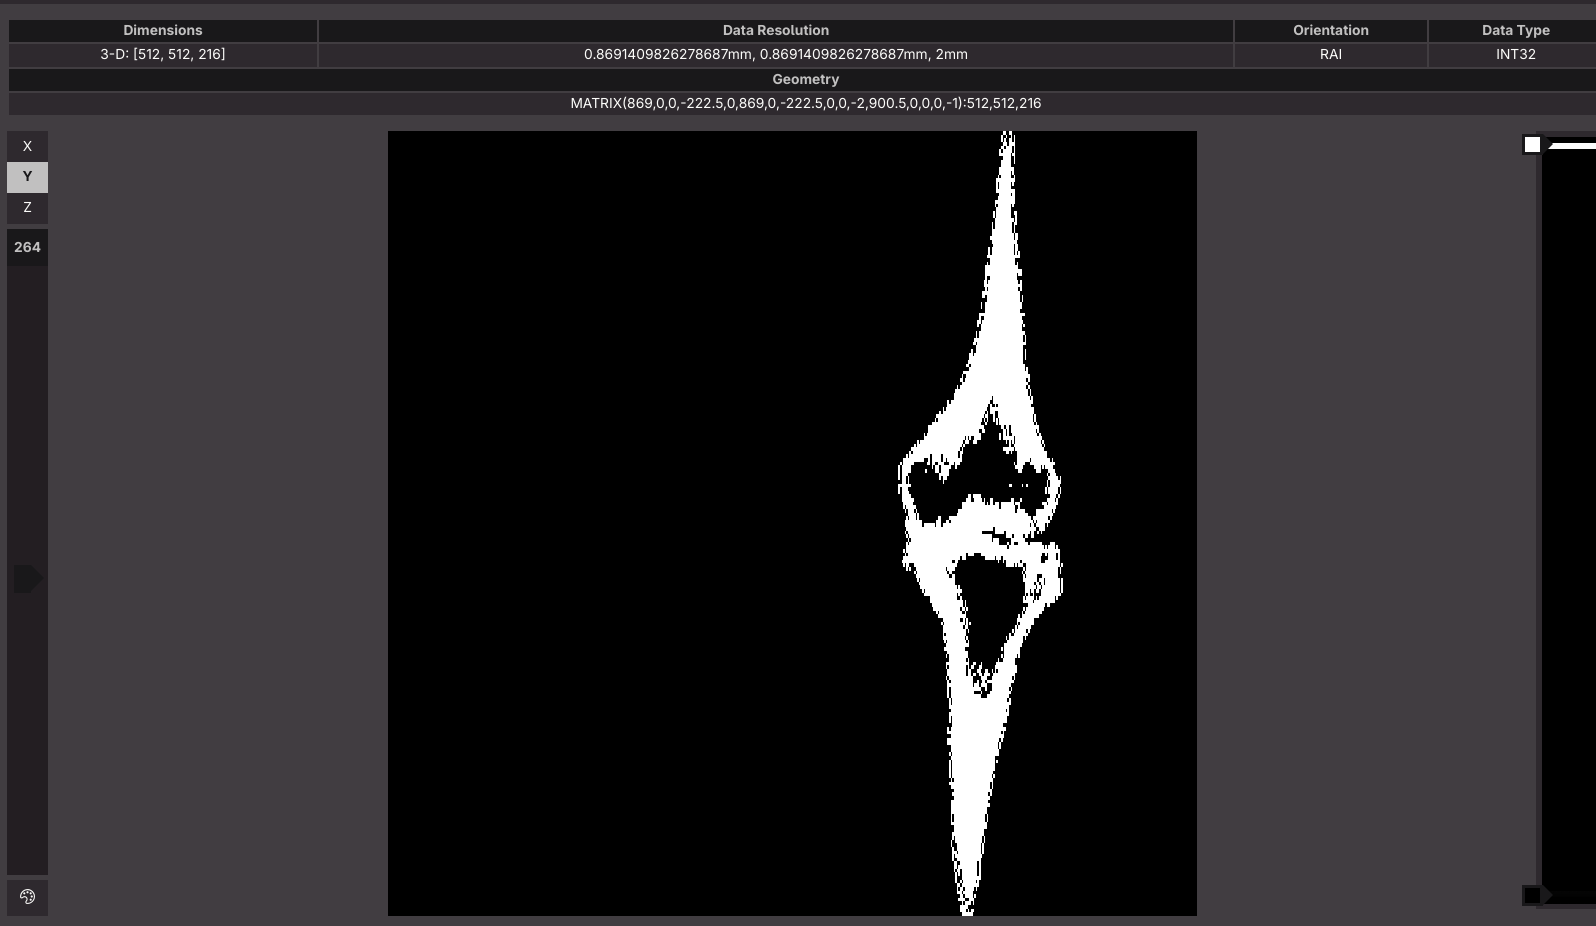 Dimensions Data Resolution Orientation Data Type
3-D: [512, 512, 216] 0.8691409826278687mm, 0.8691409826278687mm, 2mm RAI INT32
Geometry
MATRIX(869,0,0,-222.5,0,869,0,-222.5,0,0,-2,900.5,0,0,0,-1):512,512,216
X
Y
Z
264